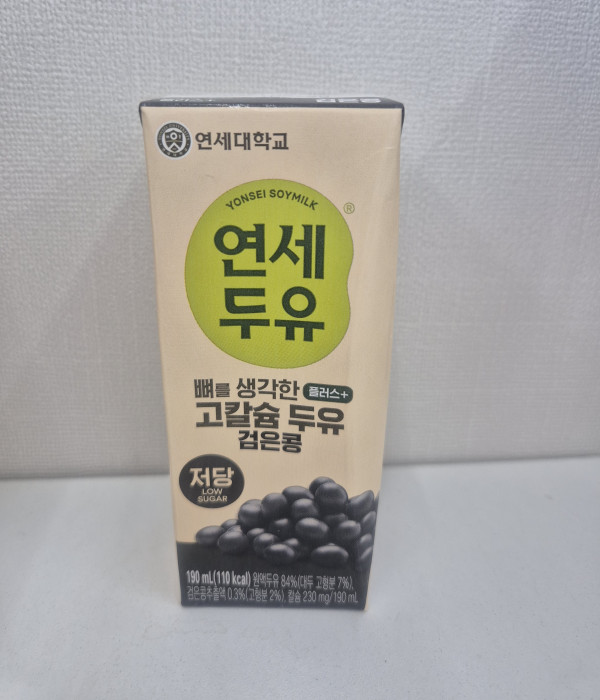 연세대학교
YONSEI SOYMILK
®
연세
두유
뼈를 생각한 플러스+
고칼슘 두유
검은콩
저당
LOW
SUGAR
190 mL(110 kcal) 원액두유 84%(대두 고형분 7%),
검은콩추출액 0.3%(고형분 2%), 칼슘 230 mg/190 mL